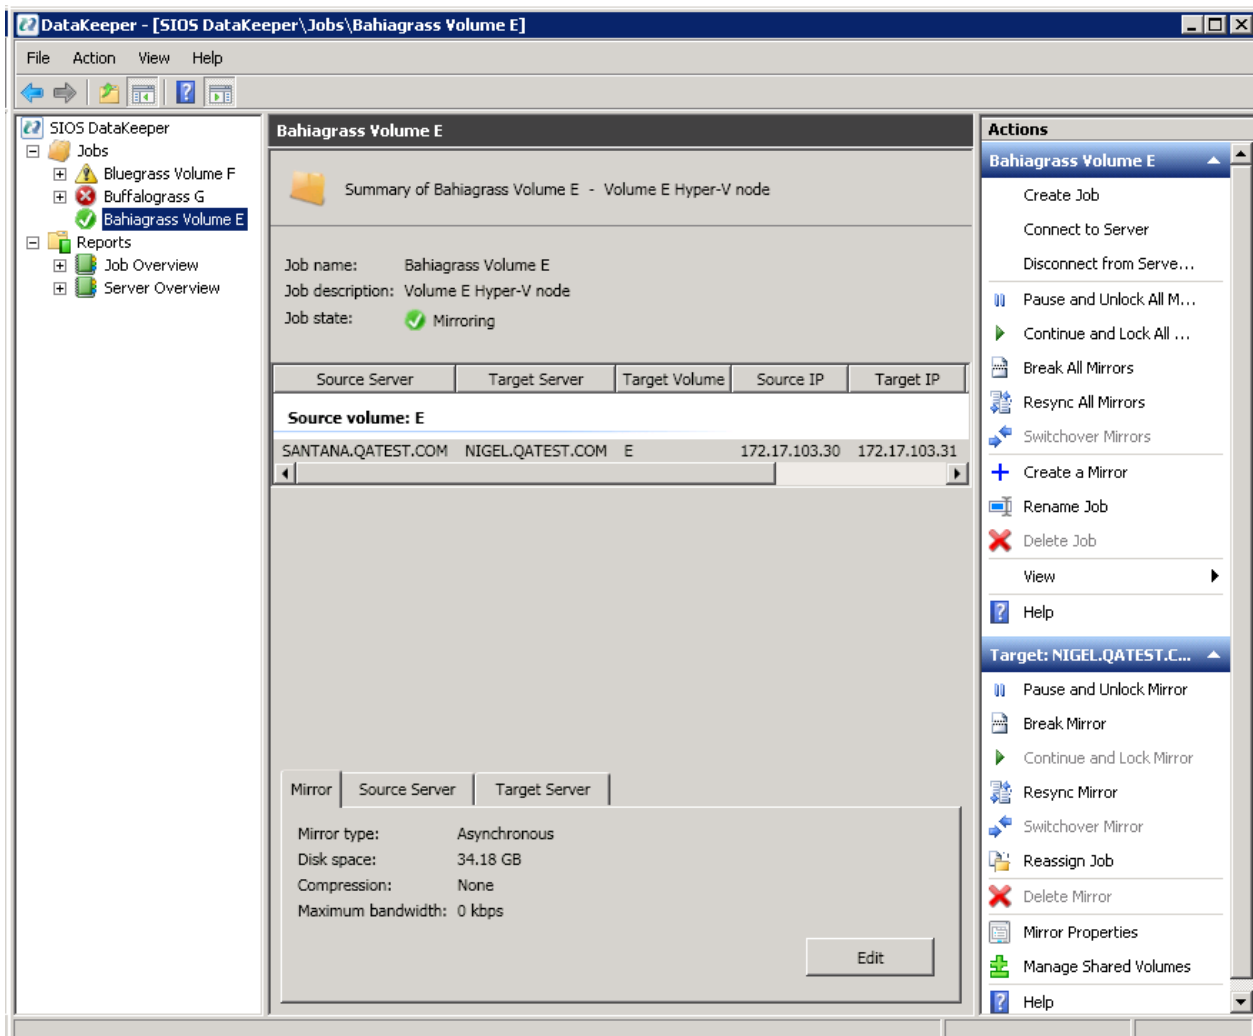 DataKeeper - [SIOS DataKeeper\Jobs\Bahiagrass Volume E]
File Action View Help
SIOS DataKeeper
Jobs
Bluegrass Volume F
Buffalograss G
Bahiagrass Volume E
Reports
Job Overview
Server Overview
Bahiagrass Volume E
Summary of Bahiagrass Volume E - Volume E Hyper-V node
Job name: Bahiagrass Volume E
Job description: Volume E Hyper-V node
Job state: Mirroring
Source Server Target Server Target Volume Source IP Target IP
Source volume: E
SANTANA.QATEST.COM NIGEL.QATEST.COM E 172.17.103.30 172.17.103.31
Mirror Source Server Target Server
Mirror type: Asynchronous
Disk space: 34.18 GB
Compression: None
Maximum bandwidth: 0 kbps
Edit
Actions
Bahiagrass Volume E
Create Job
Connect to Server
Disconnect from Serve...
Pause and Unlock All M...
Continue and Lock All ...
Break All Mirrors
Resync All Mirrors
Switchover Mirrors
Create a Mirror
Rename Job
Delete Job
View
Help
Target: NIGEL.QATEST.C...
Pause and Unlock Mirror
Break Mirror
Continue and Lock Mirror
Resync Mirror
Switchover Mirror
Reassign Job
Delete Mirror
Mirror Properties
Manage Shared Volumes
Help